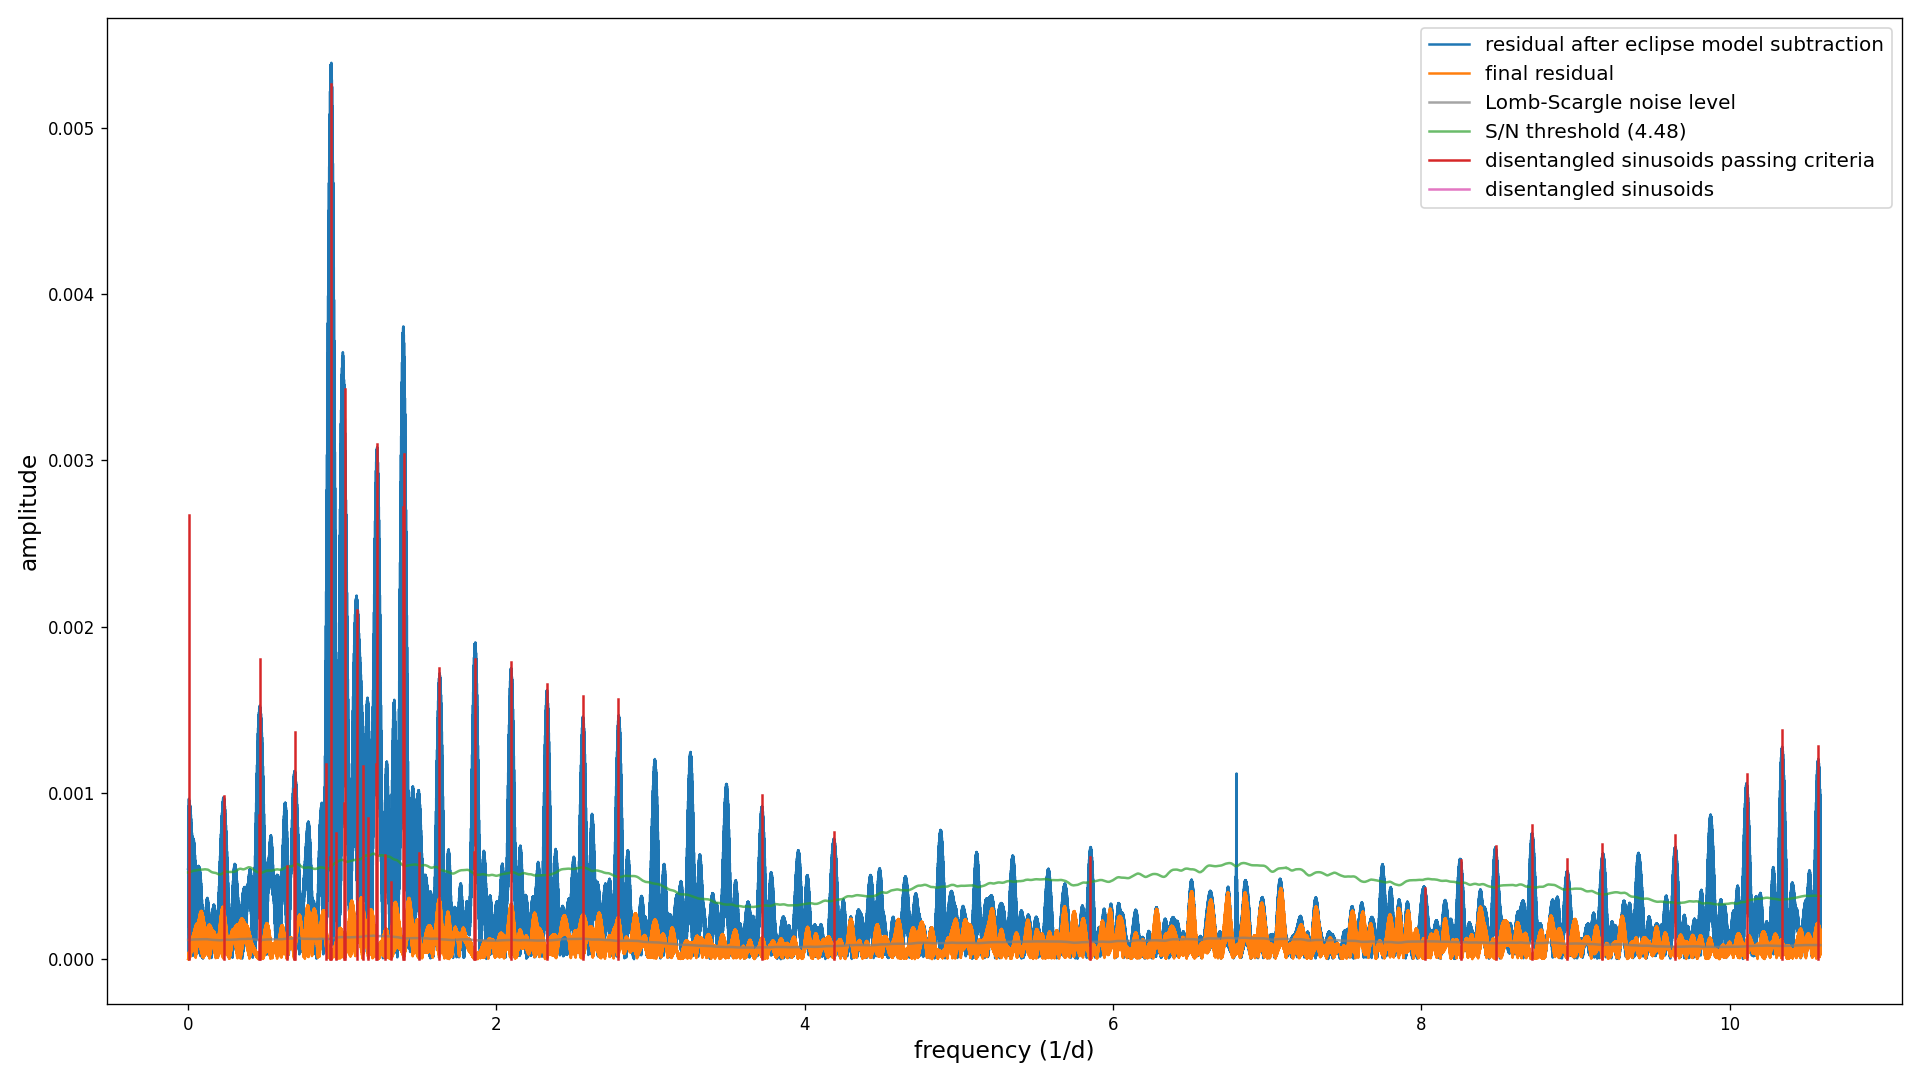 residual after eclipse model subtraction
final residual
Lomb-Scargle noise level
S/N threshold (4.48)
disentangled sinusoids passing criteria
disentangled sinusoids
amplitude
0.005
0.004
0.003
0.002
0.001
0.000
0 2 4 6 8 10
frequency (1/d)